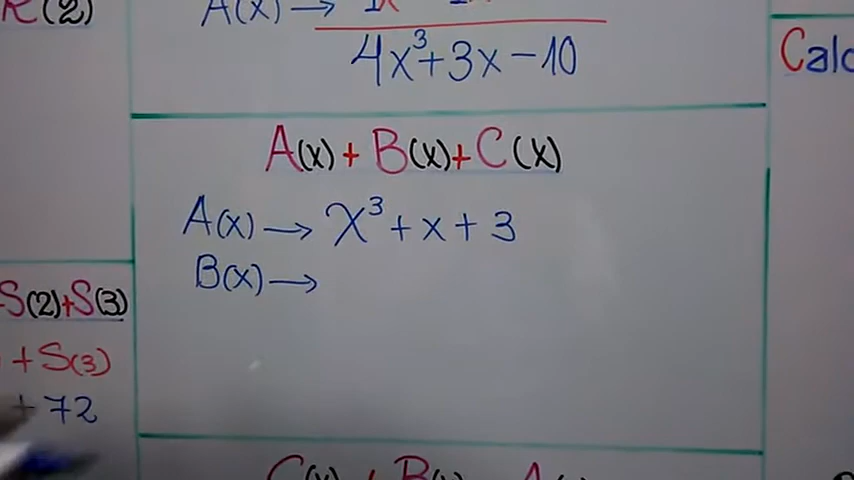 R(2)
A(x) →
4x³+3x-10
Calc
A(x)+B(x)+C(x)
A(x) → x³+x+3
B(x) →
S(2)+S(3)
+S(3)
+72